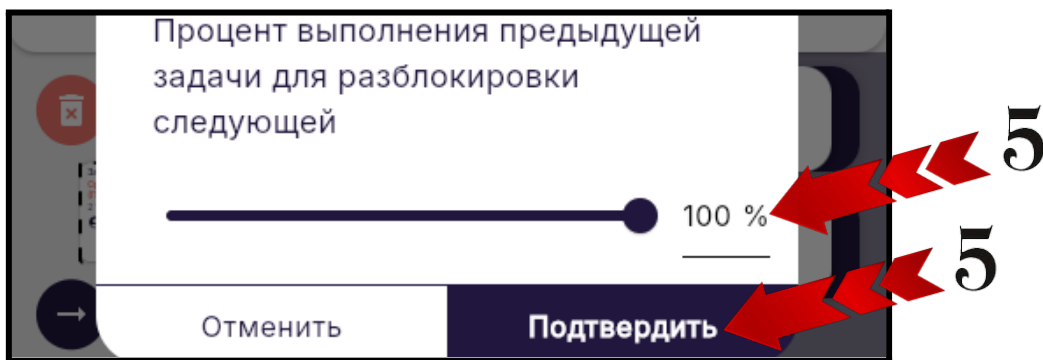 Процент выполнения предыдущей
задачи для разблокировки
следующей
5
100 %
5
Отменить
Подтвердить